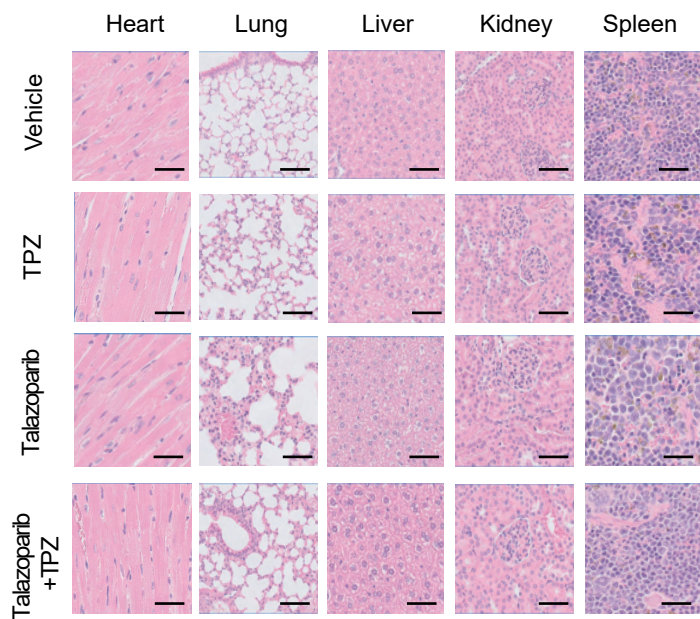 Heart Lung Liver Kidney Spleen
Vehicle
TPZ
Talazoparib
Talazoparib
+TPZ